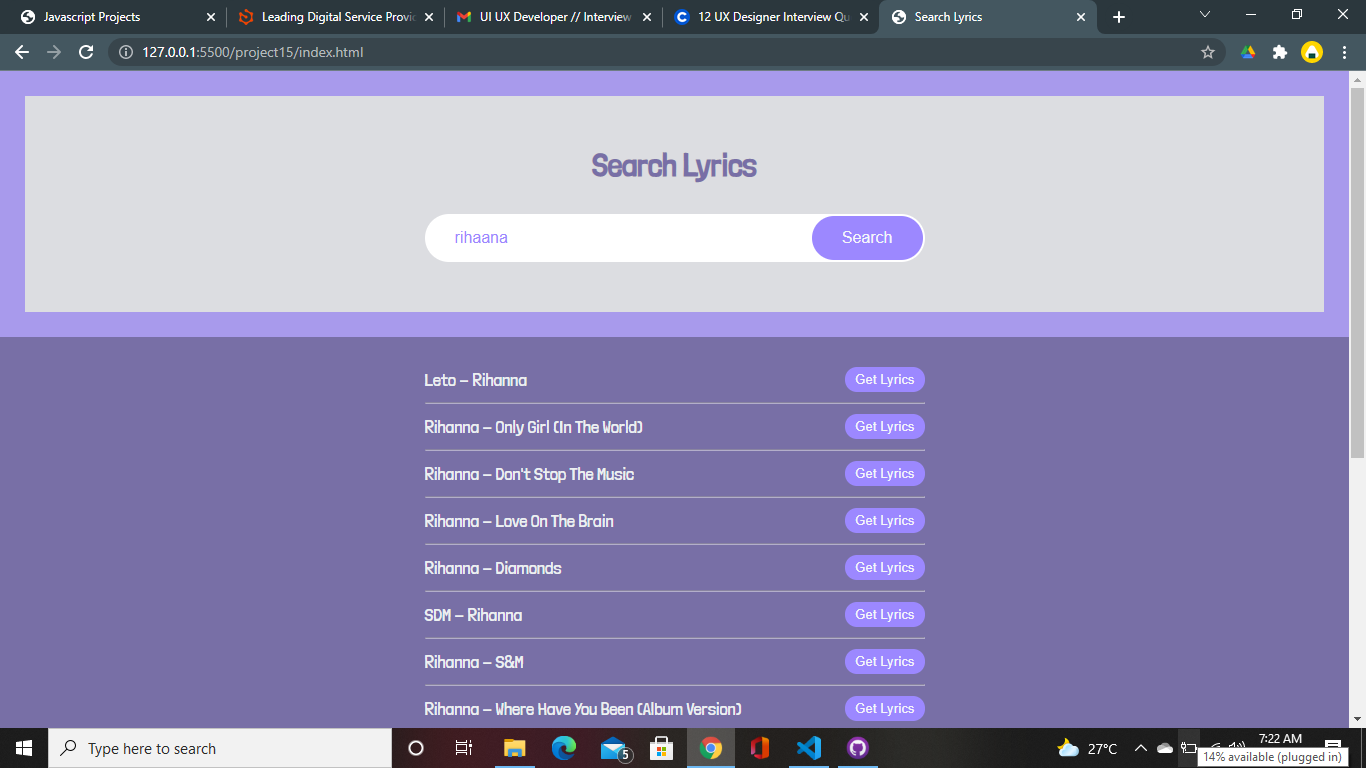 Javascript Projects
Leading Digital Service Provi
UI UX Developer // Interview
12 UX Designer Interview Qu
Search Lyrics
127.0.0.1:5500/project15/index.html
Search Lyrics
rihaana
Search
Leto – Rihanna
Get Lyrics
Rihanna – Only Girl (In The World)
Get Lyrics
Rihanna – Don't Stop The Music
Get Lyrics
Rihanna – Love On The Brain
Get Lyrics
Rihanna – Diamonds
Get Lyrics
SDM – Rihanna
Get Lyrics
Rihanna – S&M
Get Lyrics
Rihanna – Where Have You Been (Album Version)
Get Lyrics
Type here to search
5
27°C
7:22 AM
14% available (plugged in)